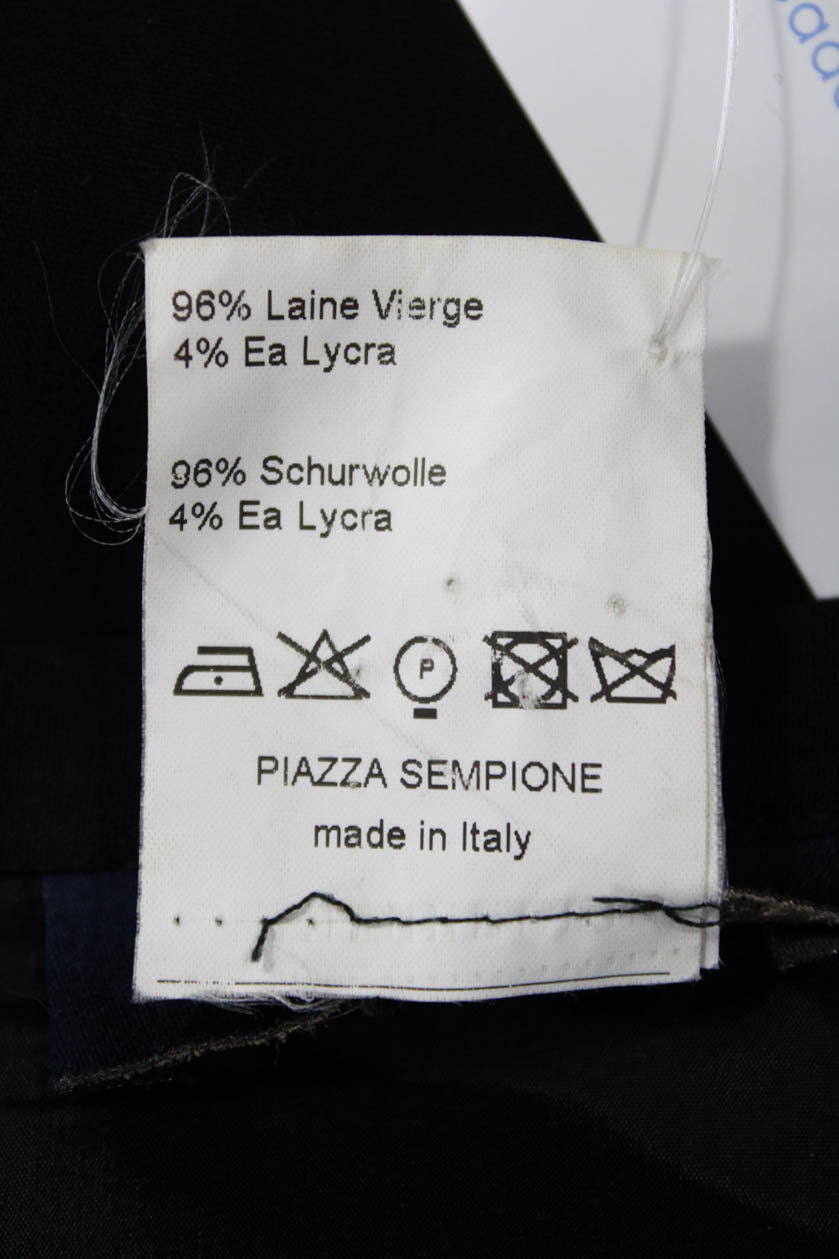 96% Laine Vierge
4% Ea Lycra
96% Schurwolle
4% Ea Lycra
P
PIAZZA SEMPIONE
made in Italy